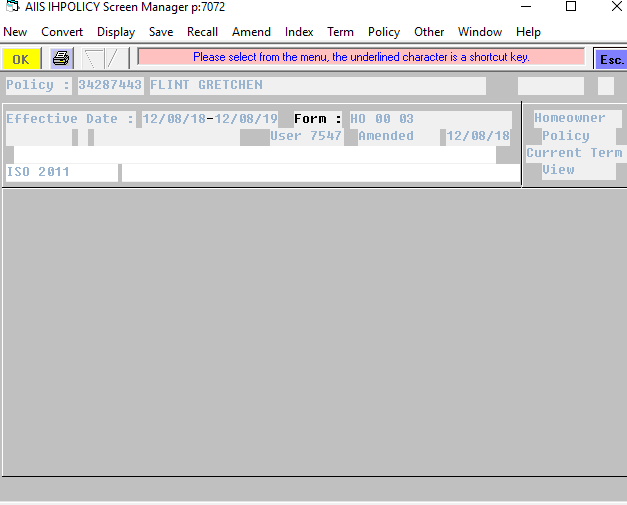 AIIS IHPOLICY Screen Manager p:7072
New Convert Display Save Recall Amend Index Term Policy Other Window Help
OK Please select from the menu, the underlined character is a shortcut key. Esc.
Policy : 34287443 FLINT GRETCHEN
Effective Date : 12/08/18-12/08/19 Form : HO 00 03 Homeowner
User 7547 Amended 12/08/18 Policy
Current Term
ISO 2011 View